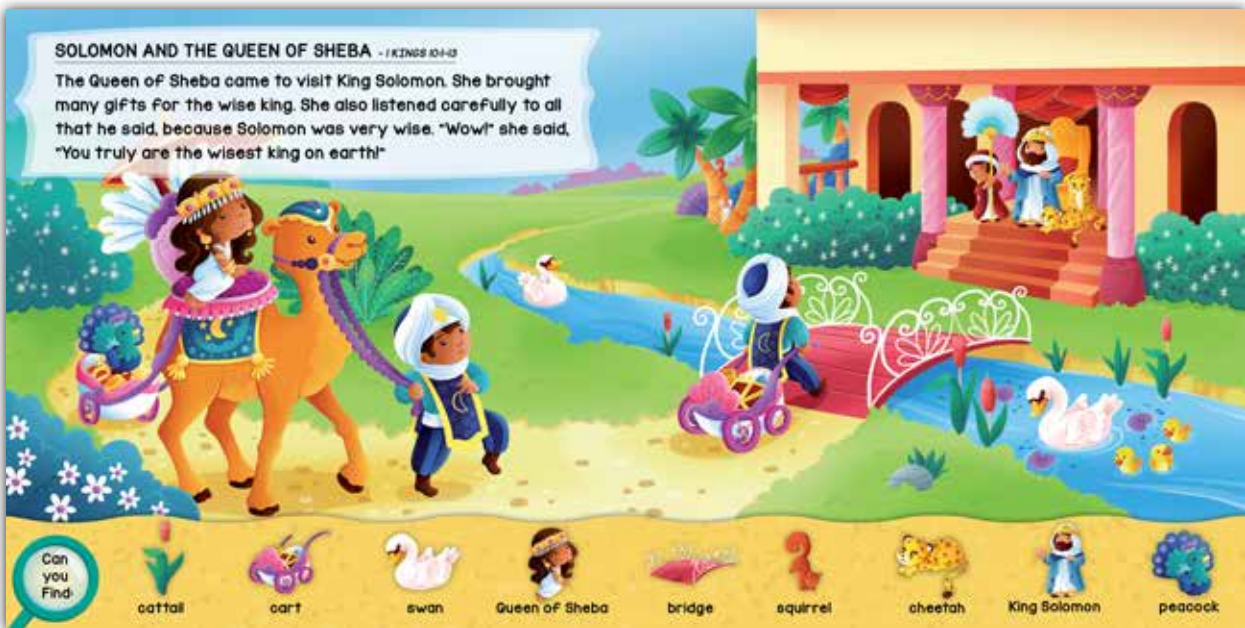 SOLOMON AND THE QUEEN OF SHEBA - 1 KINGS 10:1-13
The Queen of Sheba came to visit King Solomon. She brought
many gifts for the wise king. She also listened carefully to all
that he said, because Solomon was very wise. "Wow!" she said,
"You truly are the wisest king on earth!"
Can
you
Find:
cattail
cart
swan
Queen of Sheba
bridge
squirrel
cheetah
King Solomon
peacock